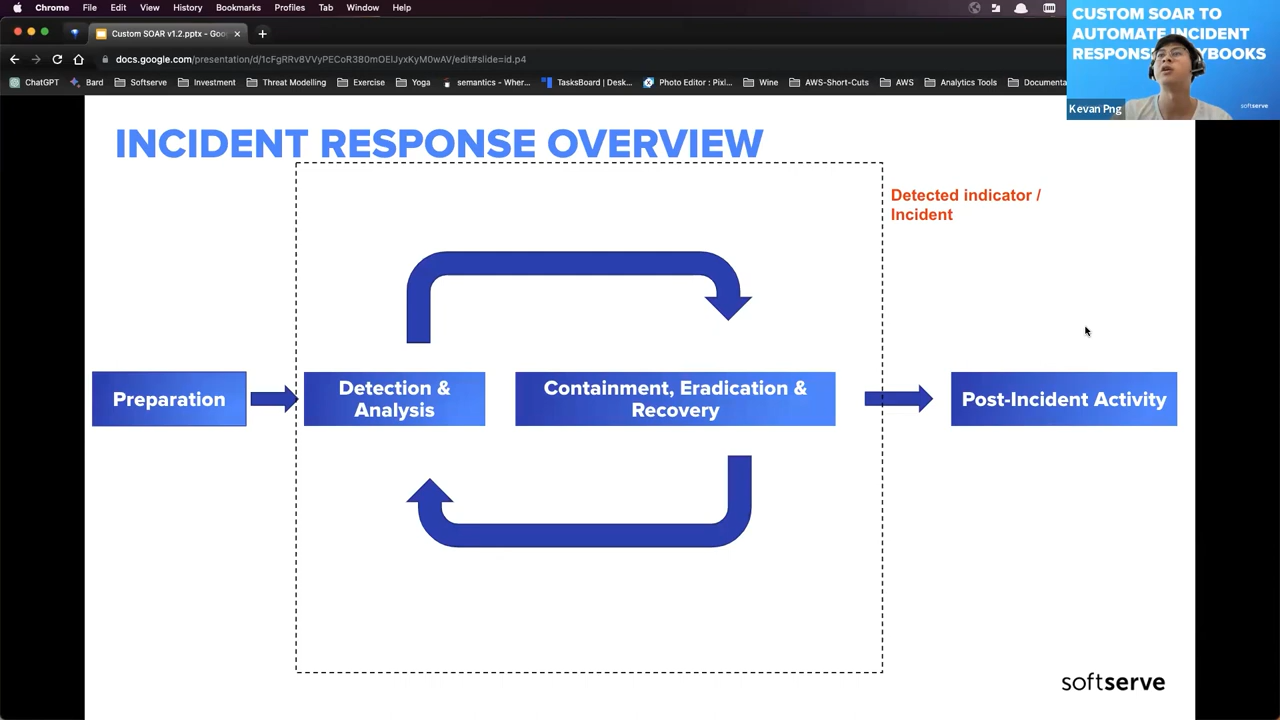 Chrome File Edit View History Bookmarks Profiles Tab Window Help
Custom SOAR v1.2.pptx - Goo
docs.google.com/presentation/d/1cFgRRv8VVyPECoR380mOEIJyxKyM0wAV/edit#slide=id.p4
ChatGPT Bard Softserve Investment Threat Modelling Exercise Yoga semantics - Wher... TasksBoard | Desk... Photo Editor : Pixl... Wine AWS-Short-Cuts AWS Analytics Tools Documenta
CUSTOM SOAR TO
AUTOMATE INCIDENT
softserve
Kevan Png
INCIDENT RESPONSE OVERVIEW
Detected indicator /
Incident
Preparation
Detection &
Analysis
Containment, Eradication &
Recovery
Post-Incident Activity
softserve